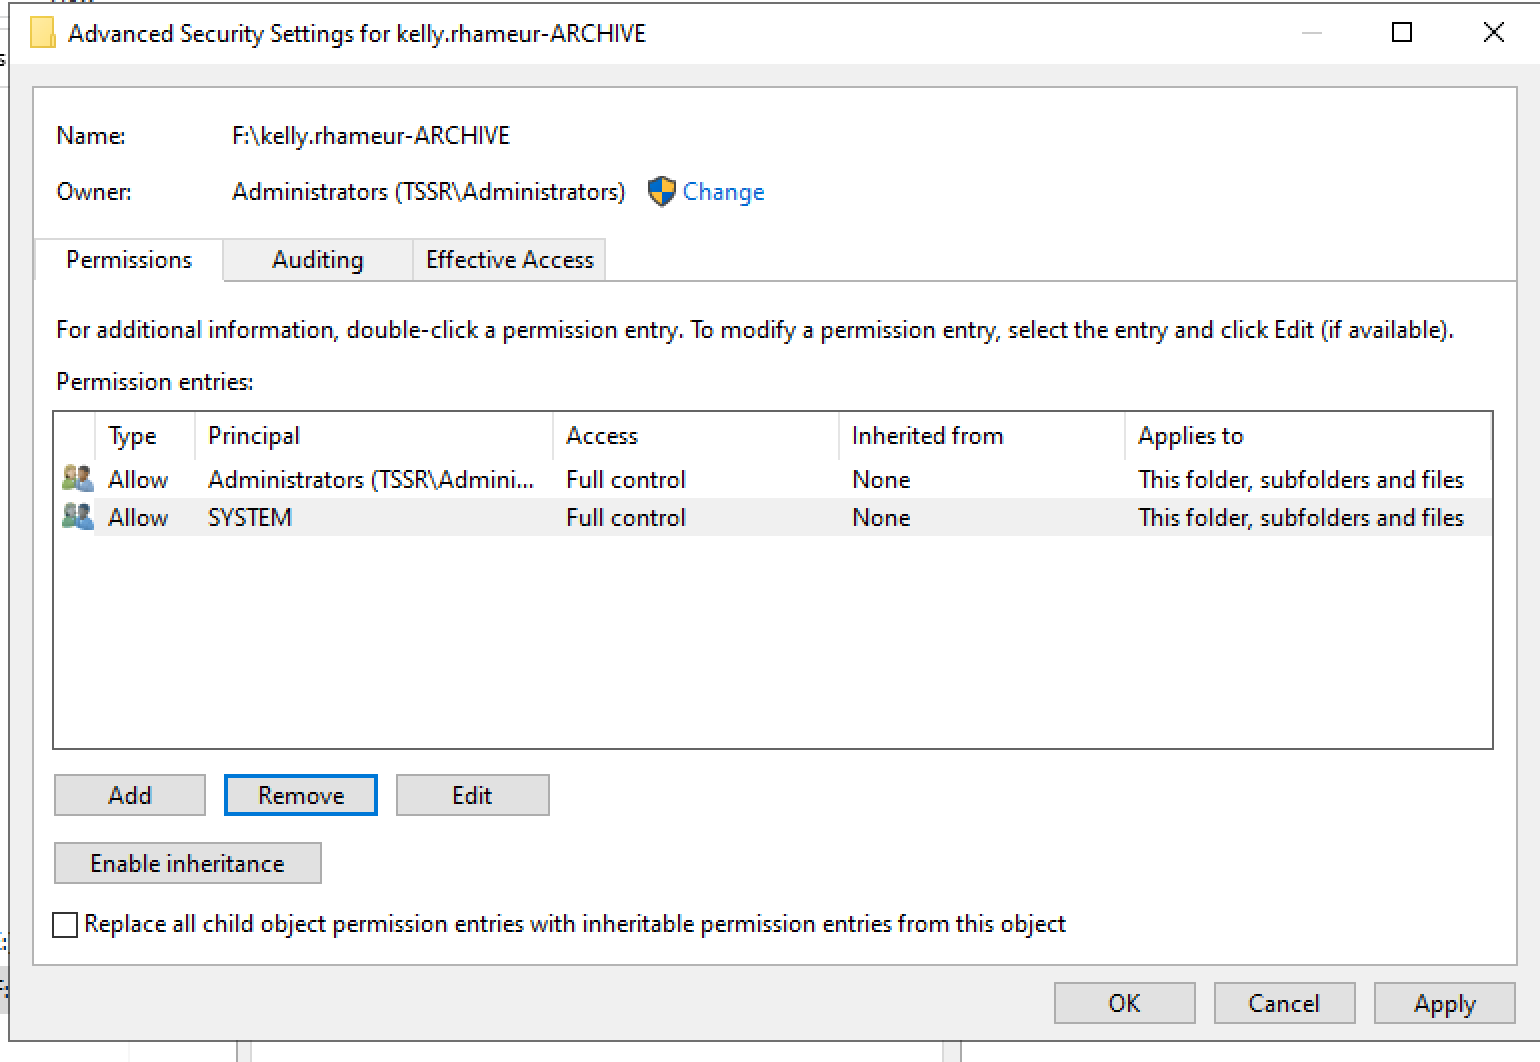 Advanced Security Settings for kelly.rhameur-ARCHIVE
Name: F:\kelly.rhameur-ARCHIVE
Owner: Administrators (TSSR\Administrators) Change
Permissions Auditing Effective Access
For additional information, double-click a permission entry. To modify a permission entry, select the entry and click Edit (if available).
Permission entries:
Type Principal Access Inherited from Applies to
Allow Administrators (TSSR\Admini... Full control None This folder, subfolders and files
Allow SYSTEM Full control None This folder, subfolders and files
Add Remove Edit
Enable inheritance
Replace all child object permission entries with inheritable permission entries from this object
OK Cancel Apply